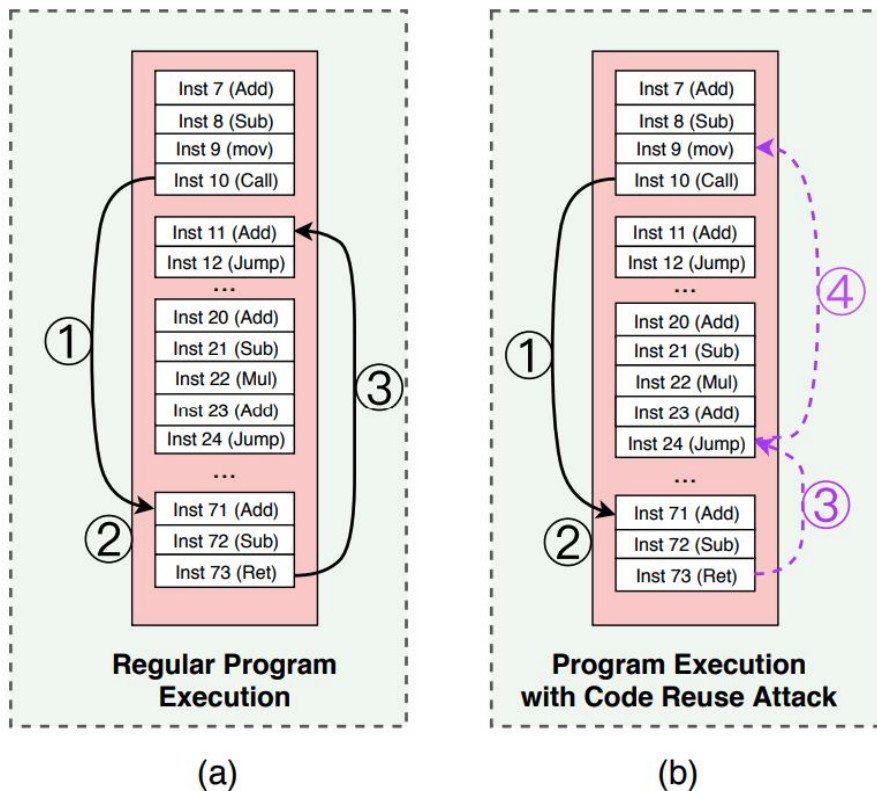 Inst 7 (Add)
Inst 8 (Sub)
Inst 9 (mov)
Inst 10 (Call)
Inst 11 (Add)
Inst 12 (Jump)
...
Inst 20 (Add)
Inst 21 (Sub)
Inst 22 (Mul)
Inst 23 (Add)
Inst 24 (Jump)
...
Inst 71 (Add)
Inst 72 (Sub)
Inst 73 (Ret)
①
②
③
Regular Program
Execution
(a)
Inst 7 (Add)
Inst 8 (Sub)
Inst 9 (mov)
Inst 10 (Call)
Inst 11 (Add)
Inst 12 (Jump)
...
Inst 20 (Add)
Inst 21 (Sub)
Inst 22 (Mul)
Inst 23 (Add)
Inst 24 (Jump)
...
Inst 71 (Add)
Inst 72 (Sub)
Inst 73 (Ret)
①
②
③
④
Program Execution
with Code Reuse Attack
(b)